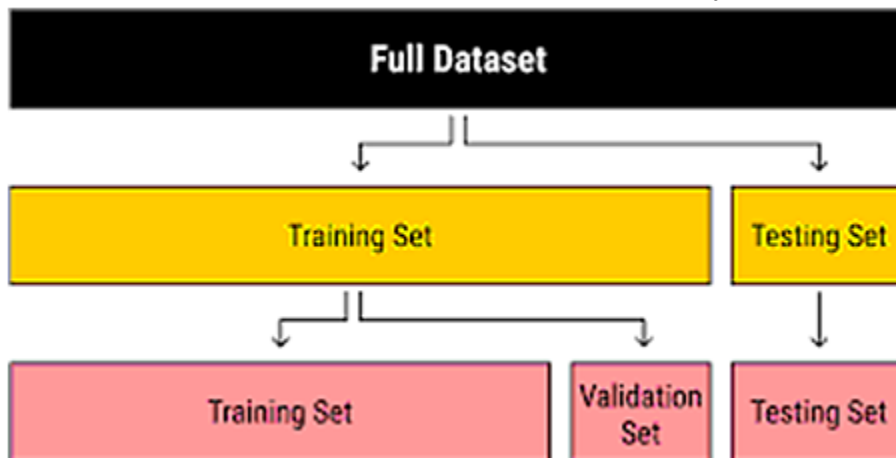 Full Dataset
Training Set
Testing Set
Training Set
Validation
Set
Testing Set